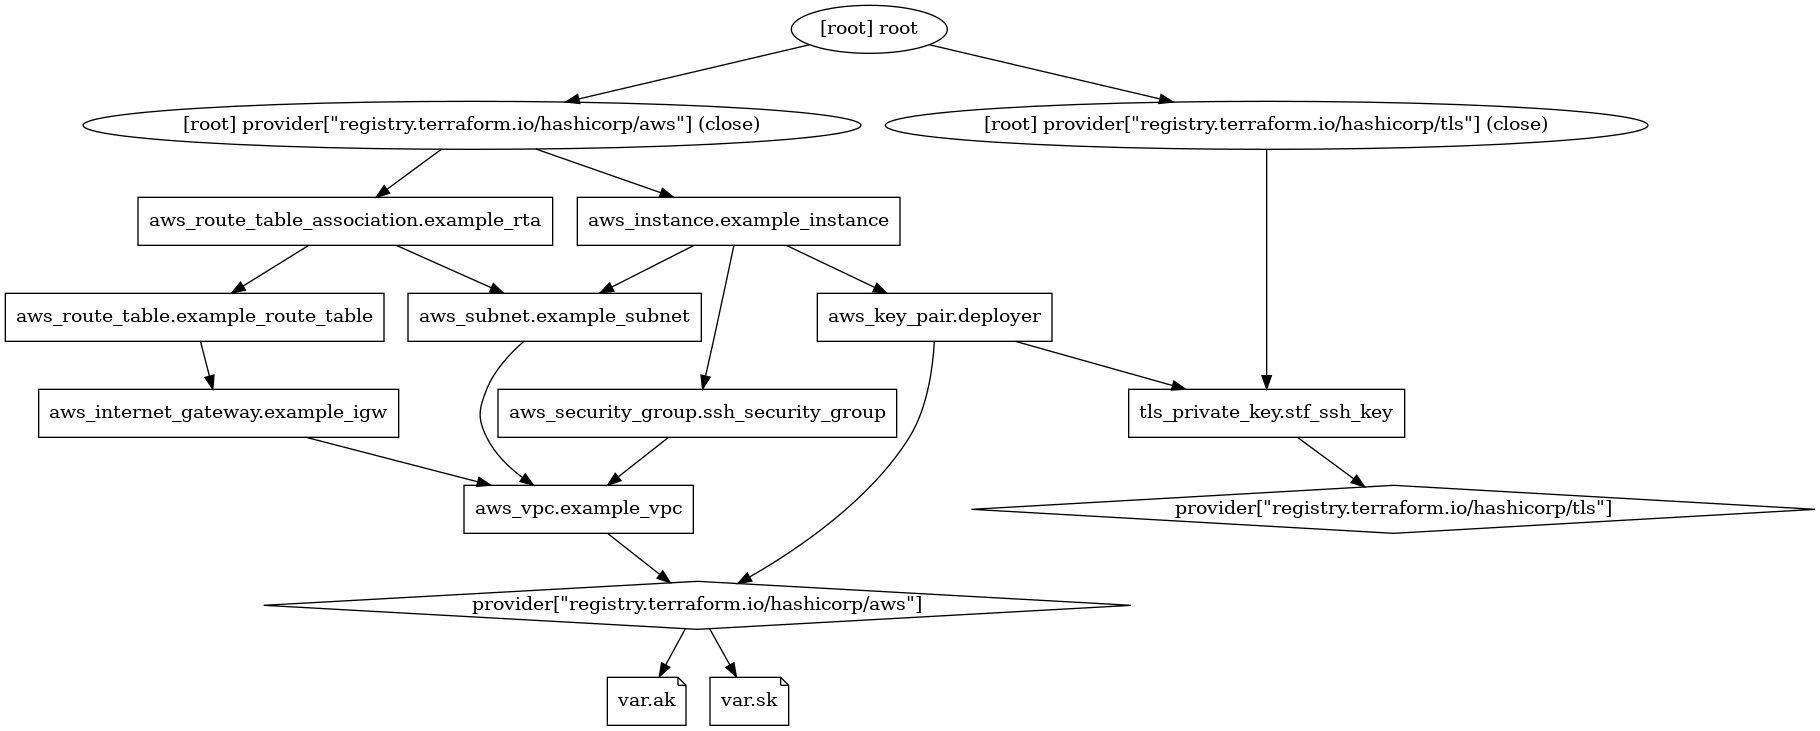 [root] root
[root] provider["registry.terraform.io/hashicorp/aws"] (close)
[root] provider["registry.terraform.io/hashicorp/tls"] (close)
aws_route_table_association.example_rta
aws_instance.example_instance
aws_route_table.example_route_table
aws_subnet.example_subnet
aws_key_pair.deployer
aws_internet_gateway.example_igw
aws_security_group.ssh_security_group
tls_private_key.stf_ssh_key
aws_vpc.example_vpc
provider["registry.terraform.io/hashicorp/tls"]
provider["registry.terraform.io/hashicorp/aws"]
var.ak
var.sk